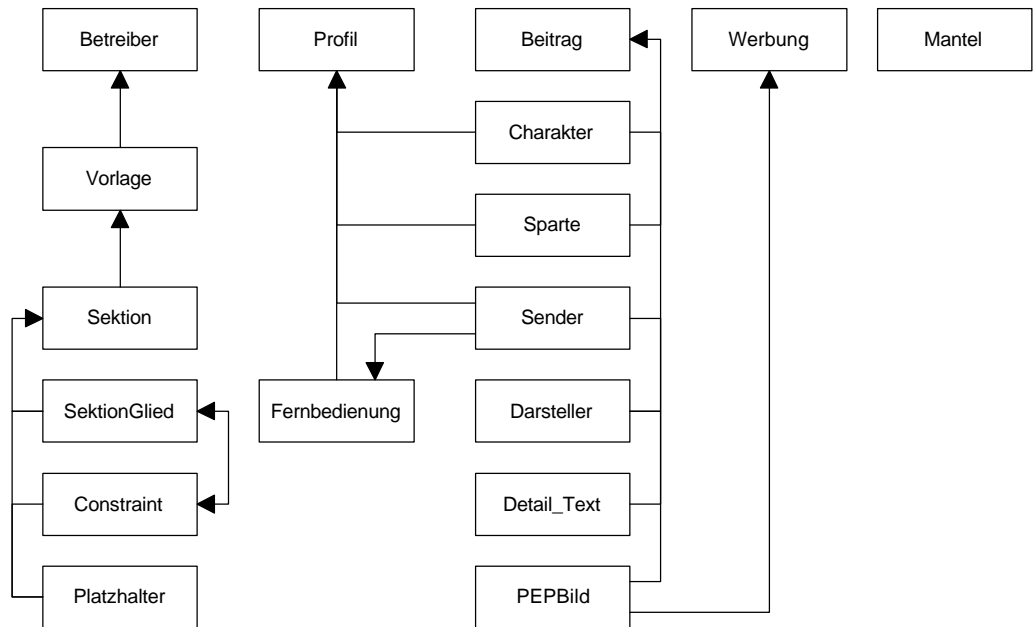 Betreiber
Profil
Beitrag
Werbung
Mantel
Charakter
Vorlage
Sparte
Sektion
Sender
SektionGlied
Fernbedienung
Darsteller
Constraint
Detail_Text
Platzhalter
PEPBild